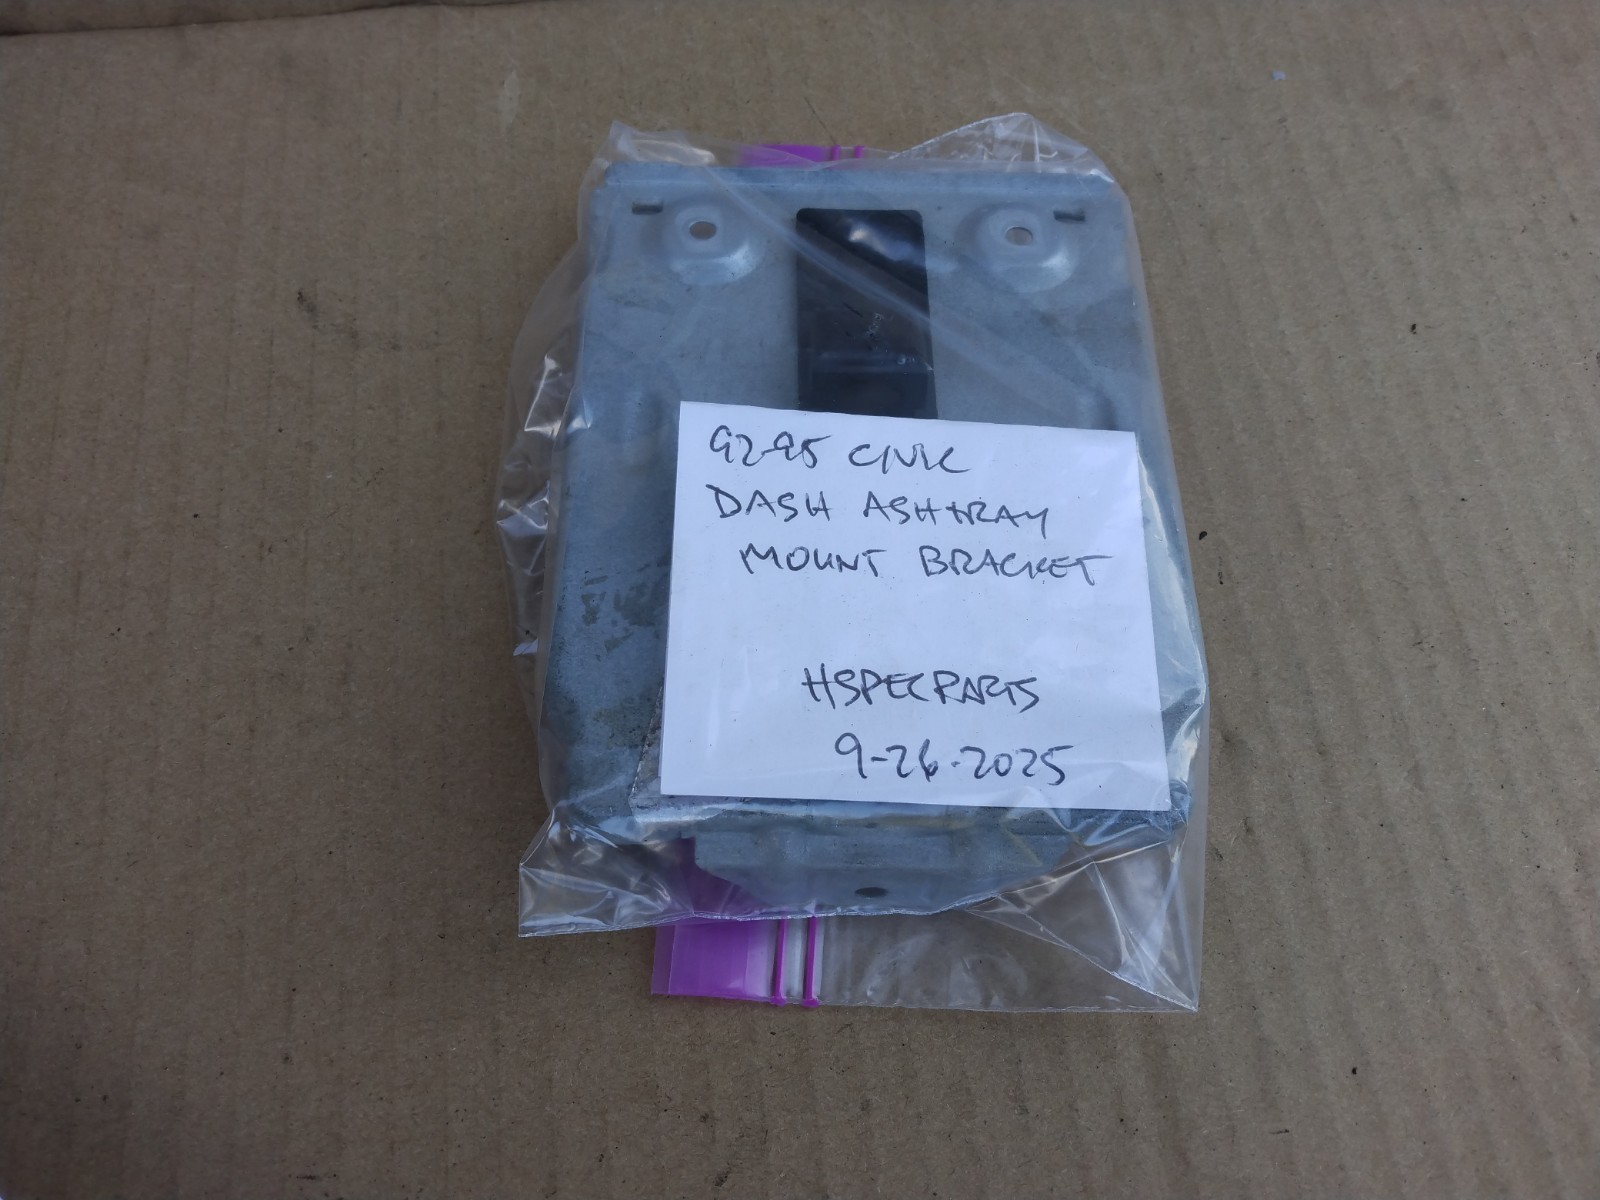 92-95 CIVIC
DASH ASHTRAY
MOUNT BRACKET
HSPECPARTS
9-26-2025